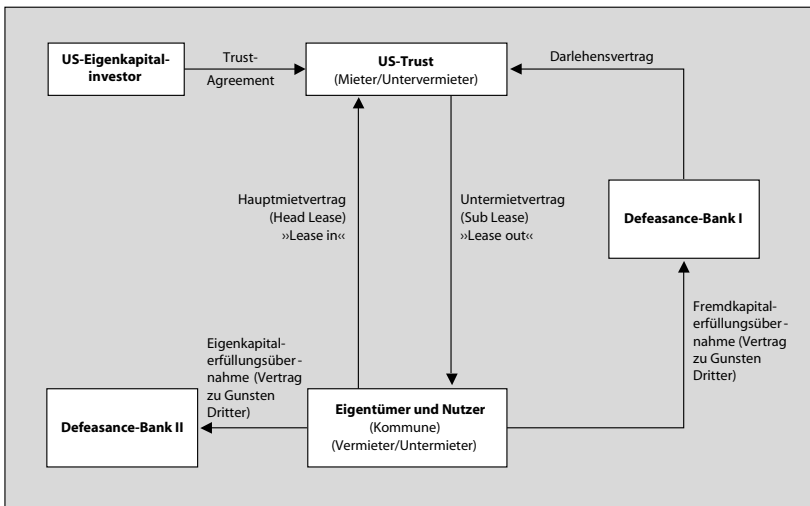 US-Eigenkapital-
investor
Trust-
Agreement
US-Trust
(Mieter/Untervermieter)
Darlehensvertrag
Hauptmietvertrag
(Head Lease)
»Lease in«
Untermietvertrag
(Sub Lease)
»Lease out«
Defeasance-Bank I
Fremdkapital-
erfüllungsüber-
nahme (Vertrag
zu Gunsten
Dritter)
Eigenkapital-
erfüllungsüber-
nahme (Vertrag
zu Gunsten
Dritter)
Defeasance-Bank II
Eigentümer und Nutzer
(Kommune)
(Vermieter/Untermieter)